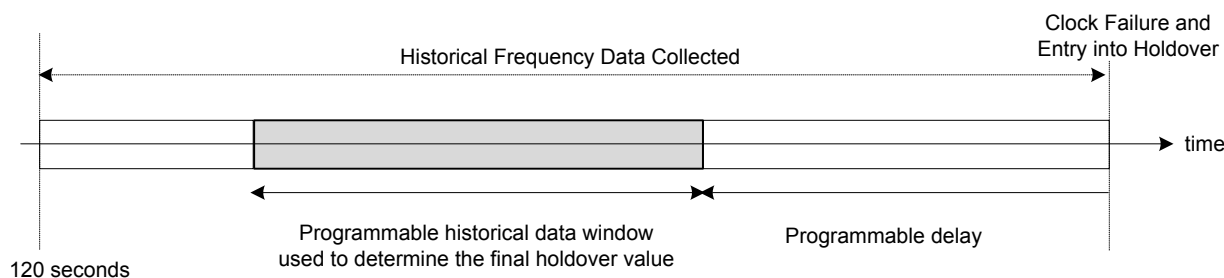 Clock Failure and
Entry into Holdover
Historical Frequency Data Collected
time
Programmable historical data window
used to determine the final holdover value
Programmable delay
120 seconds